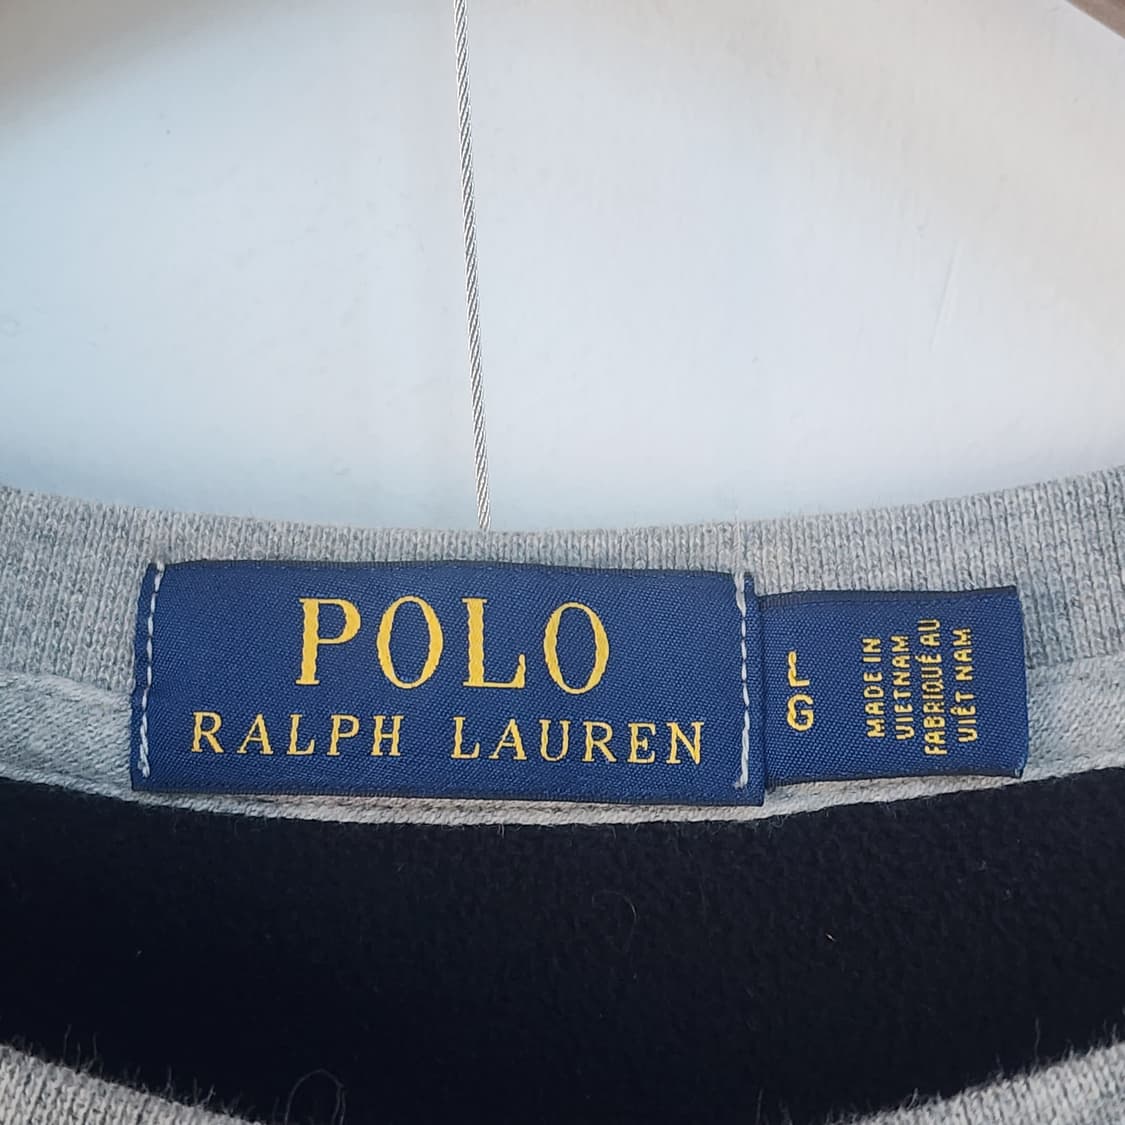 POLO
RALPH LAUREN
L
G
MADE IN
VIETNAM
FABRIQUÉ AU
VIÊT NAM